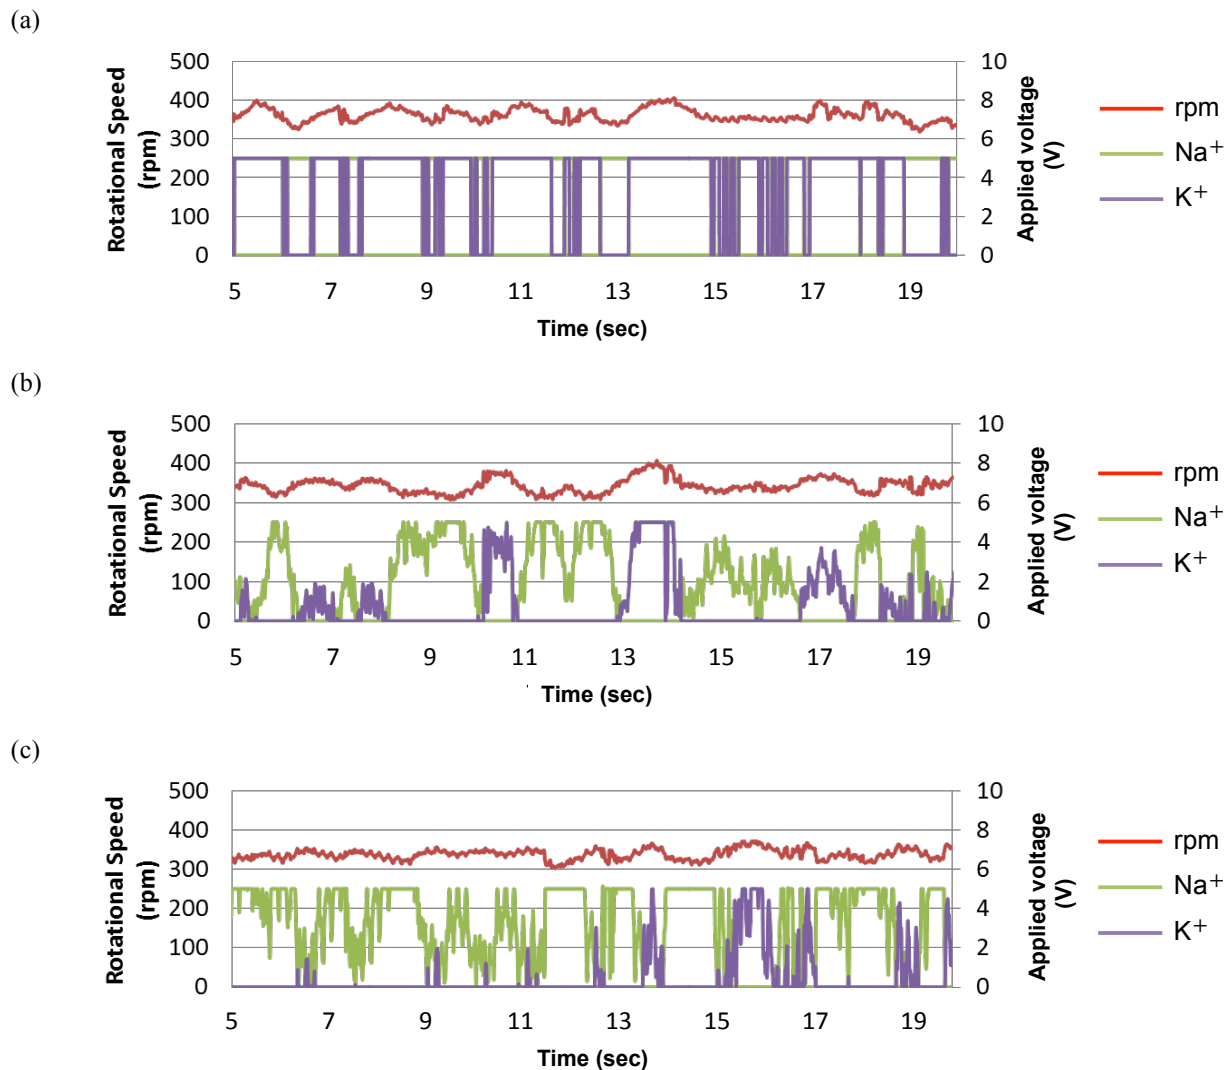 (a)
Rotational Speed
(rpm)
500
400
300
200
100
0
10
8
6
4
2
0
Applied voltage
(V)
5 7 9 11 13 15 17 19
Time (sec)
rpm
Na⁺
K⁺
(b)
Rotational Speed
(rpm)
500
400
300
200
100
0
10
8
6
4
2
0
Applied voltage
(V)
5 7 9 11 13 15 17 19
Time (sec)
rpm
Na⁺
K⁺
(c)
Rotational Speed
(rpm)
500
400
300
200
100
0
10
8
6
4
2
0
Applied voltage
(V)
5 7 9 11 13 15 17 19
Time (sec)
rpm
Na⁺
K⁺